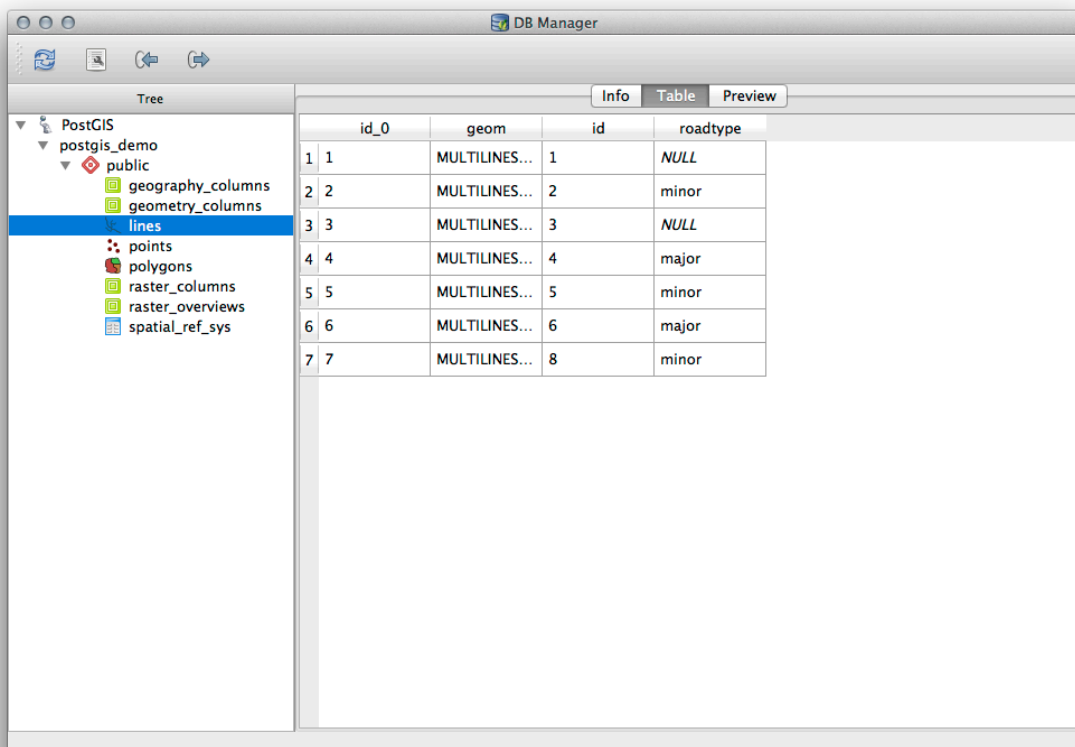 DB Manager
Tree
Info Table Preview
PostGIS
postgis_demo
public
geography_columns
geometry_columns
lines
points
polygons
raster_columns
raster_overviews
spatial_ref_sys
id_0 geom id roadtype
1 1 MULTILINES... 1 NULL
2 2 MULTILINES... 2 minor
3 3 MULTILINES... 3 NULL
4 4 MULTILINES... 4 major
5 5 MULTILINES... 5 minor
6 6 MULTILINES... 6 major
7 7 MULTILINES... 8 minor